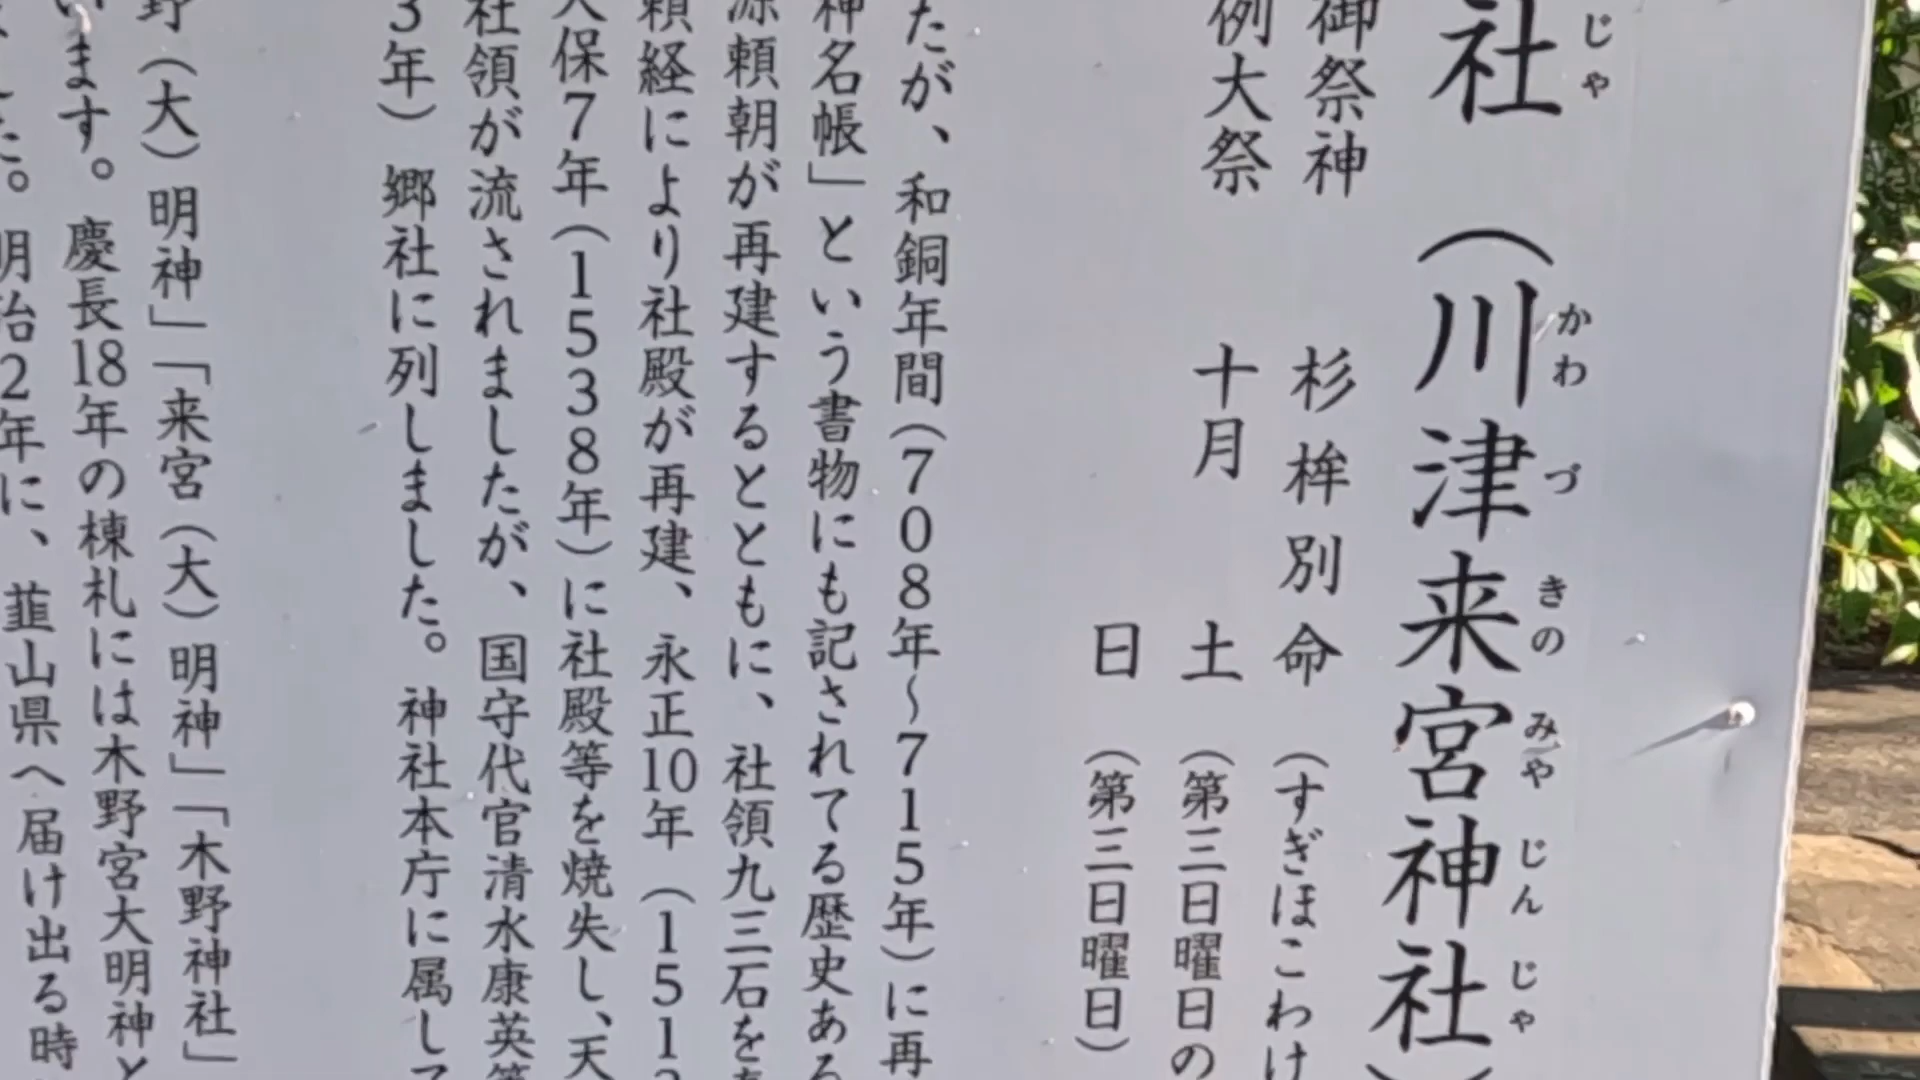 社（川津来宮神社）
じゃ　かわ　づ　きの　みや　じん　じゃ
御祭神　杉桙別命（すぎほこわけ
例大祭　十月　土（第三日曜日の
日（第三日曜日）
たが、和銅年間（708年～715年）に再
神名帳」という書物にも記されてる歴史ある
源頼朝が再建するとともに、社領九三石を
頼経により社殿が再建、永正10年（151
保7年（1538年）に社殿等を焼失し、天
社領が流されましたが、国守代官清水康英等
3年）郷社に列しました。神社本庁に属して
野（大）明神」「来宮（大）明神」「木野神社」
います。慶長18年の棟札には木野宮大明神と
た。明治2年に、韮山県へ届け出る時